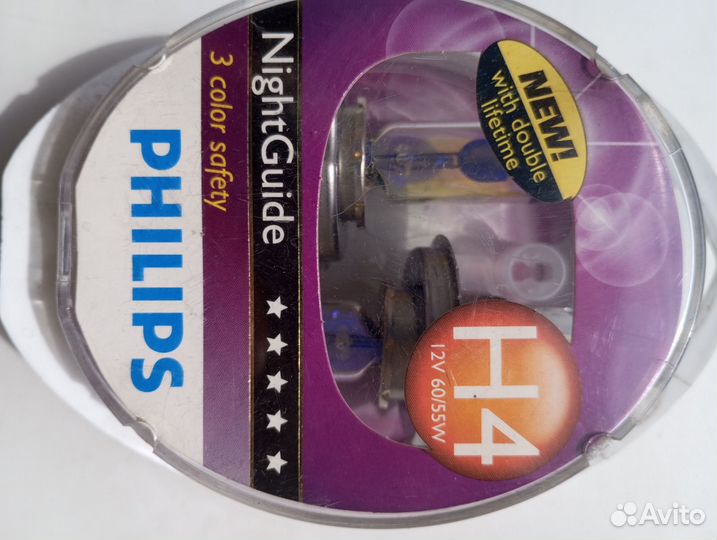 PHILIPS
3 color safety
NightGuide
NEW!
with double
lifetime
H4
12V 60/55W
Avito